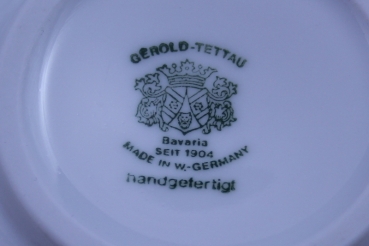 GEROLD-TETTAU
Bavaria
SEIT 1904
MADE IN W.-GERMANY
handgefertigt